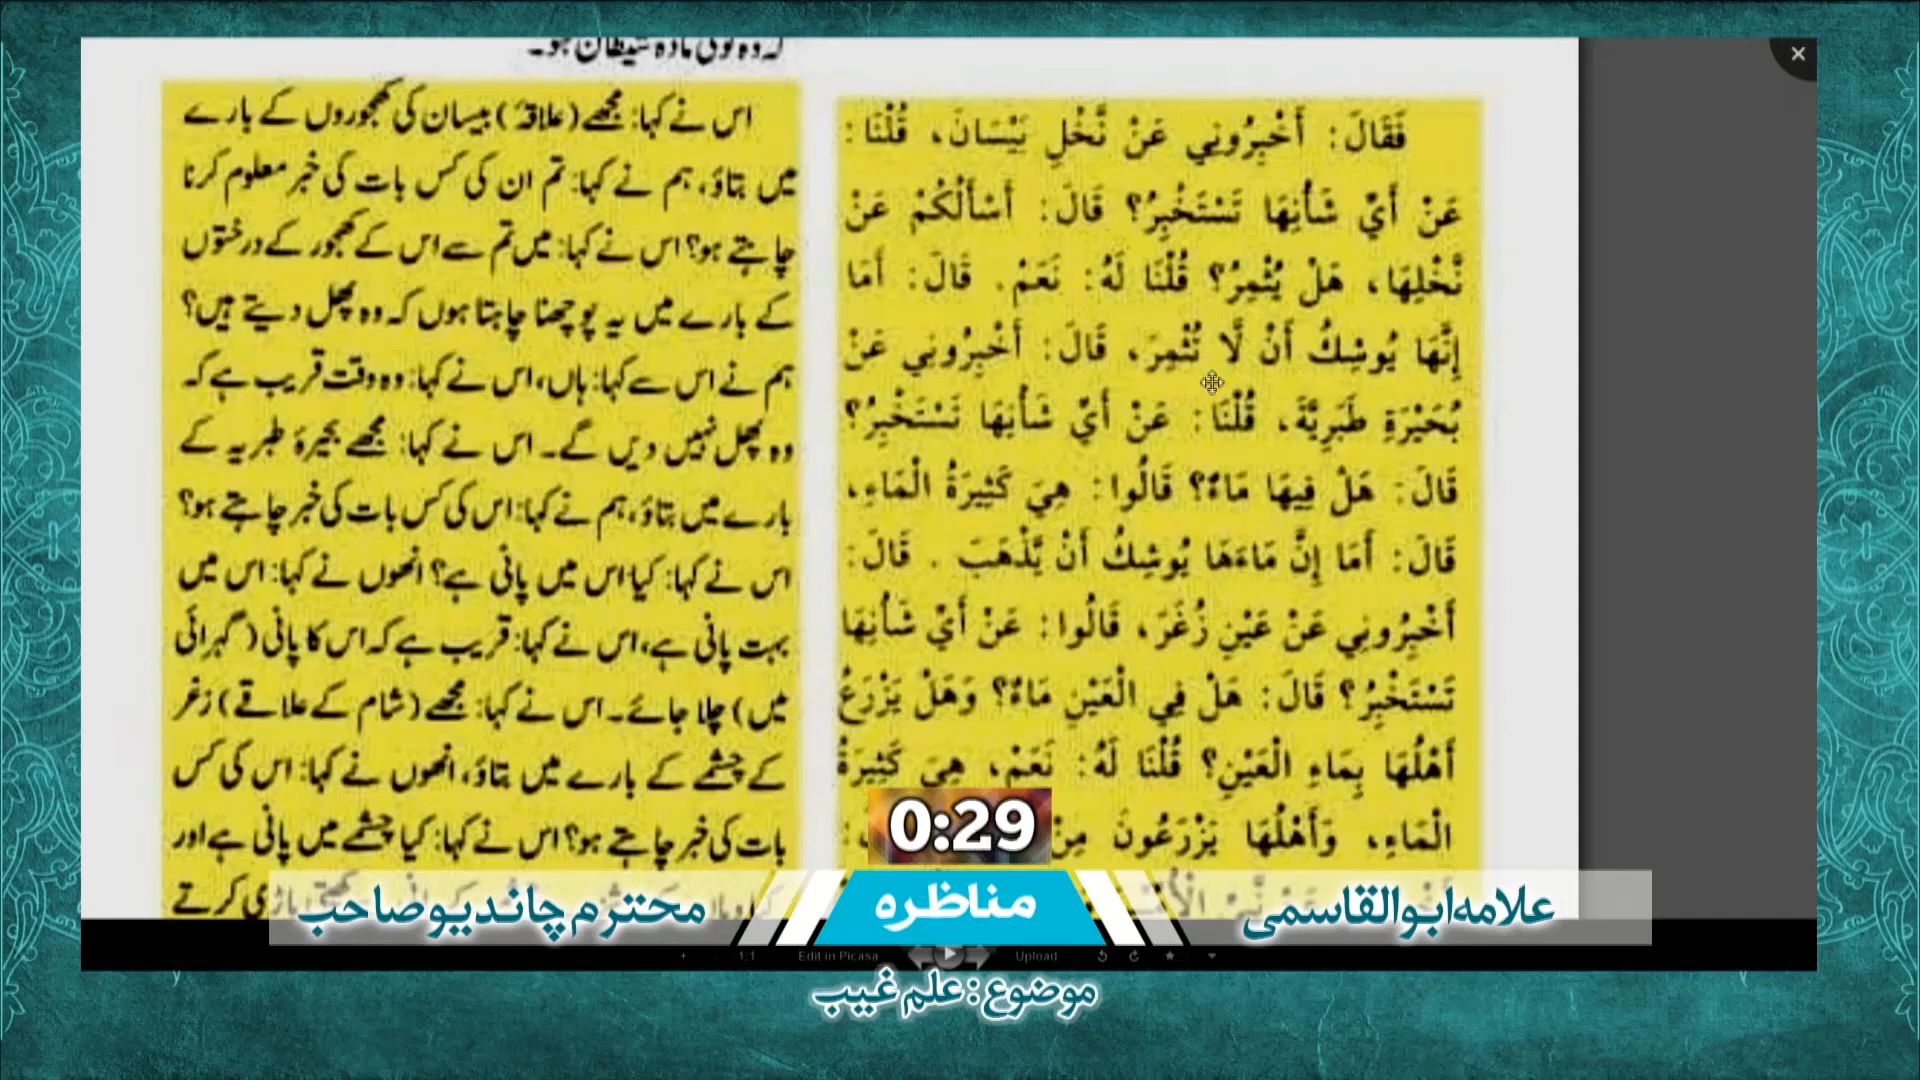 فَقَالَ: أَخْبِرُونِي عَنْ نَّخْلِ بَيْسَانَ، قُلْنَا:
عَنْ أَيِّ شَأْنِهَا تَسْتَخْبِرُ؟ قَالَ: أَسْأَلُكُمْ عَنْ
نَّخْلِهَا، هَلْ يُثْمِرُ؟ قُلْنَا لَهُ: نَعَمْ. قَالَ: أَمَا
إِنَّهَا يُوشِكُ أَنْ لَّا تُثْمِرَ، قَالَ: أَخْبِرُونِي عَنْ
بُحَيْرَةِ طَبَرِيَّةَ، قُلْنَا: عَنْ أَيِّ شَأْنِهَا تَسْتَخْبِرُ؟
قَالَ: هَلْ فِيهَا مَاءٌ؟ قَالُوا: هِيَ كَثِيرَةُ الْمَاءِ،
قَالَ: أَمَا إِنَّ مَاءَهَا يُوشِكُ أَنْ يَّذْهَبَ . قَالَ:
أَخْبِرُونِي عَنْ عَيْنِ زُغَرَ، قَالُوا: عَنْ أَيِّ شَأْنِهَا
تَسْتَخْبِرُ؟ قَالَ: هَلْ فِي الْعَيْنِ مَاءٌ؟ وَهَلْ يَزْرَعُ
أَهْلُهَا بِمَاءِ الْعَيْنِ؟ قُلْنَا لَهُ: نَعَمْ، هِيَ كَثِيرَةُ
الْمَاءِ، وَأَهْلُهَا يَزْرَعُونَ مِنْ
کہ وہ کوئی مادہ شیطان ہو۔
اس نے کہا: مجھے (علاقہ) بیسان کی کھجوروں کے بارے
میں بتاؤ، ہم نے کہا: تم ان کی کس بات کی خبر معلوم کرنا
چاہتے ہو؟ اس نے کہا: میں تم سے اس کے کھجور کے درختوں
کے بارے میں یہ پوچھنا چاہتا ہوں کہ وہ پھل دیتے ہیں؟
ہم نے اس سے کہا: ہاں، اس نے کہا: وہ وقت قریب ہے کہ
وہ پھل نہیں دیں گے۔ اس نے کہا: مجھے بحیرۂ طبریہ کے
بارے میں بتاؤ، ہم نے کہا: اس کی کس بات کی خبر چاہتے ہو؟
اس نے کہا: کیا اس میں پانی ہے؟ انھوں نے کہا: اس میں
بہت پانی ہے، اس نے کہا: قریب ہے کہ اس کا پانی (گہرائی
میں) چلا جائے۔ اس نے کہا: مجھے (شام کے علاقے) زغر
کے چشمے کے بارے میں بتاؤ، انھوں نے کہا: اس کی کس
بات کی خبر چاہتے ہو؟ اس نے کہا: کیا چشمے میں پانی ہے اور
کرتے
0:29
علامہ ابوالقاسمی
مناظرہ
محترم چاندیو صاحب
1:1 Edit in Picasa Upload
موضوع: علم غیب